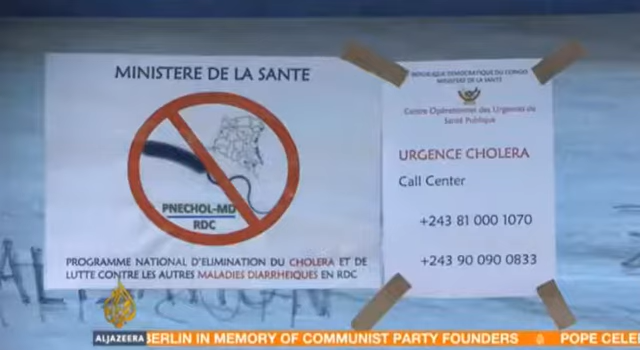 MINISTERE DE LA SANTE
PNECHOL-MD
RDC
PROGRAMME NATIONAL D'ELIMINATION DU CHOLERA ET DE
LUTTE CONTRE LES AUTRES MALADIES DIARRHEIQUES EN RDC
REPUBLIQUE DEMOCRATIQUE DU CONGO
MINISTERE DE LA SANTE
Centre Opérationnel des Urgences de
Santé Publique
URGENCE CHOLERA
Call Center
+243 81 000 1070
+243 90 090 0833
ALJAZEERA
BERLIN IN MEMORY OF COMMUNIST PARTY FOUNDERS
POPE CELE